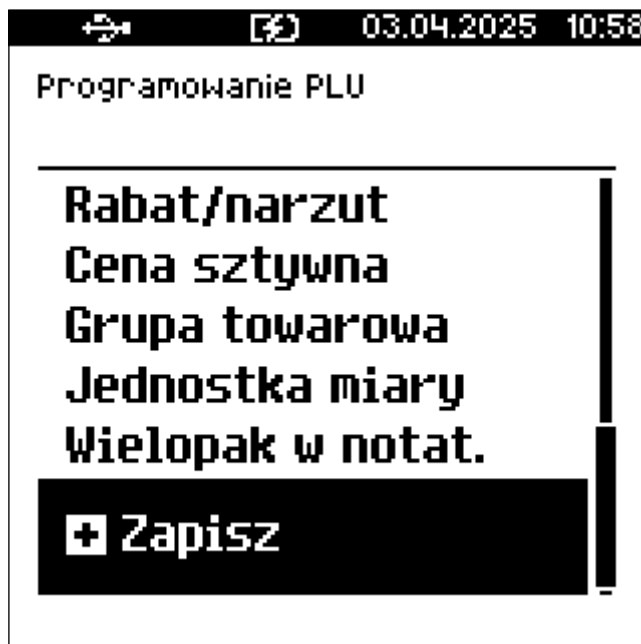 03.04.2025 10:58
Programowanie PLU
Rabat/narzut
Cena sztywna
Grupa towarowa
Jednostka miary
Wielopak w notat.
+ Zapisz